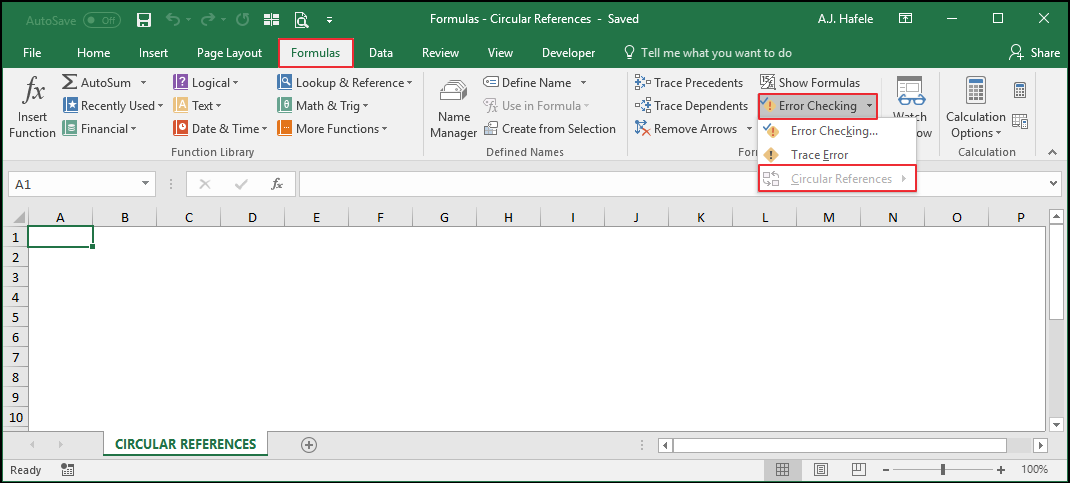 AutoSave Off Formulas - Circular References - Saved A.J. Hafele
File Home Insert Page Layout Formulas Data Review View Developer Tell me what you want to do Share
fx AutoSum Logical Lookup & Reference Define Name Trace Precedents Show Formulas
Insert Function Recently Used Text Math & Trig Name Manager Use in Formula Trace Dependents Error Checking Watch
Financial Date & Time More Functions Create from Selection Remove Arrows Error Checking... Calculation Options
Function Library Defined Names For Trace Error Calculation
A1 fx Circular References
A B C D E F G H I J K L M N O P
1
2
3
4
5
6
7
8
9
10
CIRCULAR REFERENCES
Ready 100%